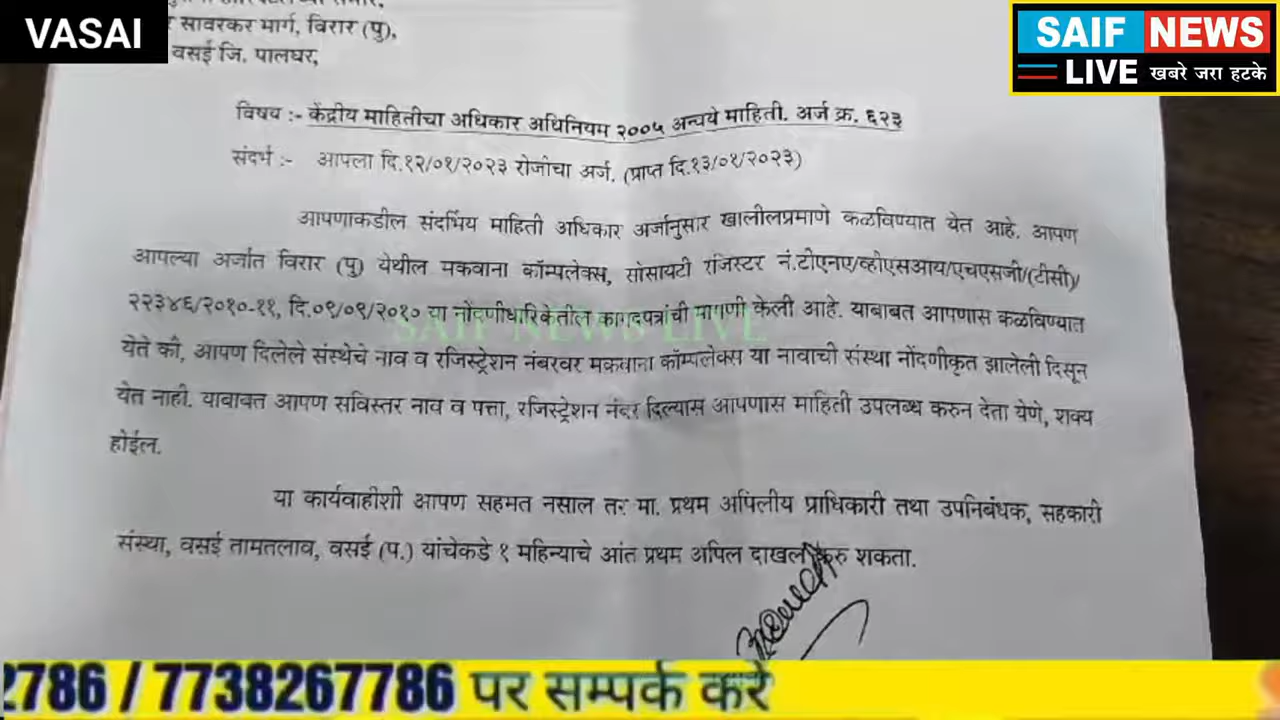 VASAI
SAIF NEWS
LIVE खबरे जरा हटके
सावरकर मार्ग, विरार (पु),
वसई जि. पालघर,
विषय :- केंद्रीय माहितीचा अधिकार अधिनियम २००५ अन्वये माहिती. अर्ज क्र. ६२३
संदर्भ :- आपला दि.१२/०१/२०२३ रोजीचा अर्ज. (प्राप्त दि.१३/०१/२०२३)
आपणाकडील संदर्भिय माहिती अधिकार अर्जानुसार खालीलप्रमाणे कळविण्यात येत आहे. आपण
आपल्या अर्जात विरार (पु) येथील मकवाना कॉम्पलेक्स, सोसायटी रजिस्टर नं.टीएनए/व्हीएसआय/एचएसजी/(टीसी)/
२२३४६/२०१०-११, दि.०९/०९/२०१० या नोंदणीधारिकेतील कागदपत्रांची मागणी केली आहे. याबाबत आपणास कळविण्यात
SAIF NEWS LIVE
येते की, आपण दिलेले संस्थेचे नाव व रजिस्ट्रेशन नंबरवर मकवाना कॉम्पलेक्स या नावाची संस्था नोंदणीकृत झालेली दिसून
येत नाही. याबाबत आपण सविस्तर नाव व पत्ता, रजिस्ट्रेशन नंबर दिल्यास आपणास माहिती उपलब्ध करुन देता येणे, शक्य
होईल.
या कार्यवाहीशी आपण सहमत नसाल तर मा. प्रथम अपिलीय प्राधिकारी तथा उपनिबंधक, सहकारी
संस्था, वसई तामतलाव, वसई (प.) यांचेकडे १ महिन्याचे आंत प्रथम अपिल दाखल करु शकता.
2786 / 7738267786 पर सम्पर्क करें